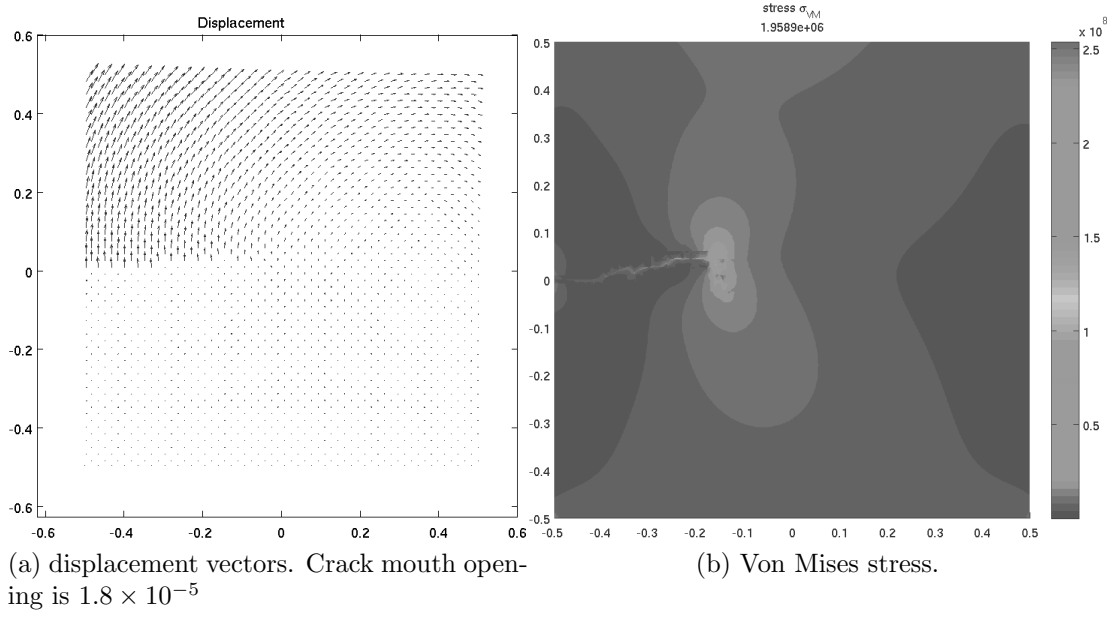 Displacement
0.6
0.4
0.2
0
-0.2
-0.4
-0.6
-0.6 -0.4 -0.2 0 0.2 0.4 0.6
stress σVM
1.9589e+06
0.5
0.4
0.3
0.2
0.1
0
-0.1
-0.2
-0.3
-0.4
-0.5
-0.5 -0.4 -0.3 -0.2 -0.1 0 0.1 0.2 0.3 0.4 0.5
x 10^8
2.5
2
1.5
1
0.5
(a) displacement vectors. Crack mouth open-
ing is 1.8 × 10⁻⁵
(b) Von Mises stress.